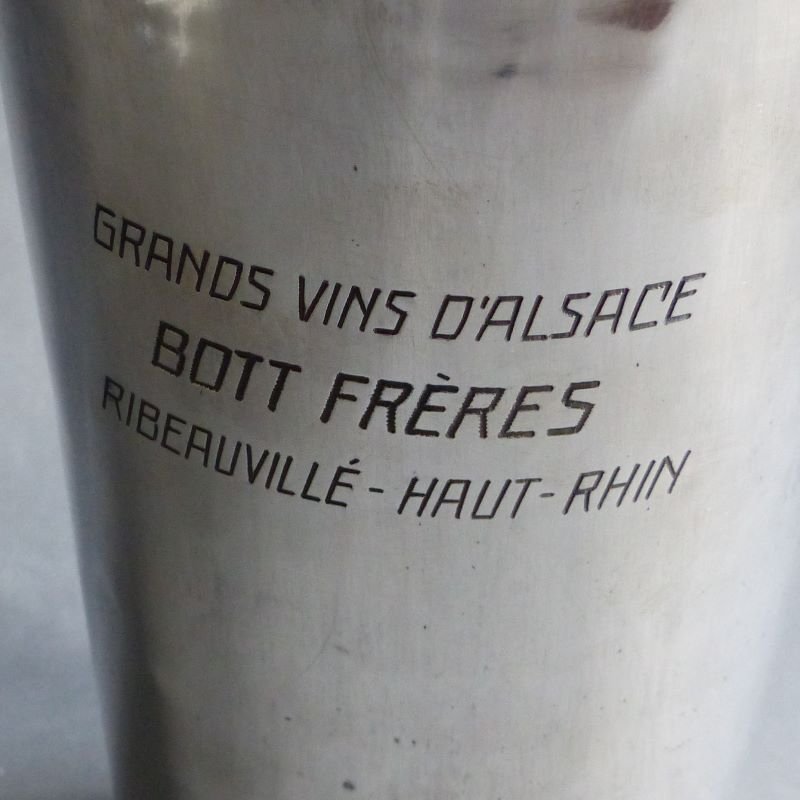 GRANDS VINS D'ALSACE
BOTT FRÈRES
RIBEAUVILLÉ - HAUT-RHIN